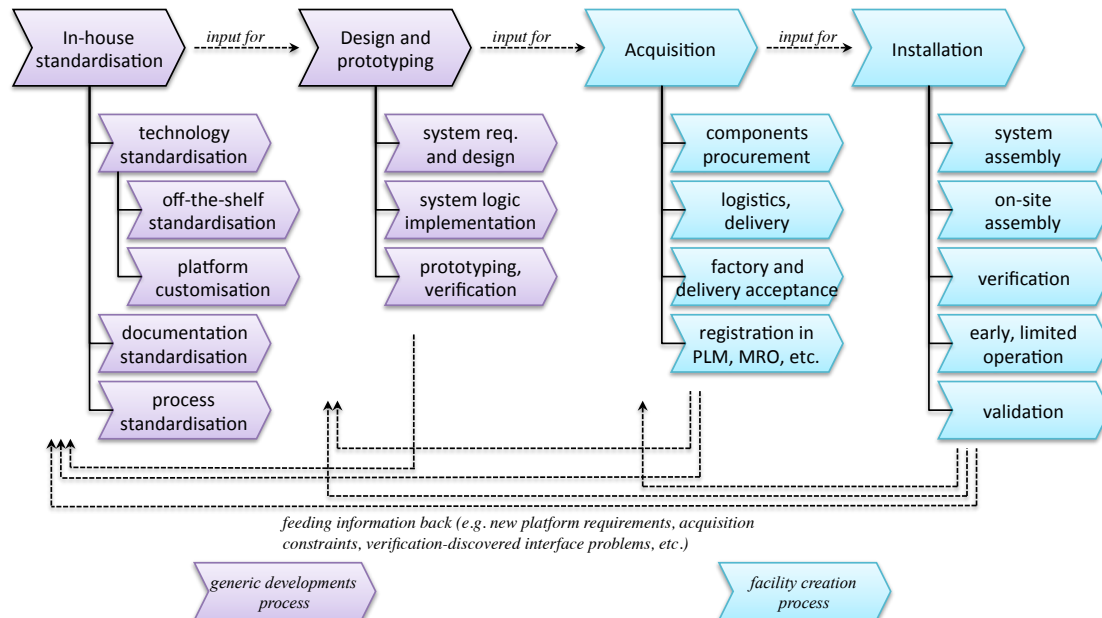 In-house
standardisation
input for
Design and
prototyping
input for
Acquisition
input for
Installation
technology
standardisation
off-the-shelf
standardisation
platform
customisation
documentation
standardisation
process
standardisation
system req.
and design
system logic
implementation
prototyping,
verification
components
procurement
logistics,
delivery
factory and
delivery acceptance
registration in
PLM, MRO, etc.
system
assembly
on-site
assembly
verification
early, limited
operation
validation
feeding information back (e.g. new platform requirements, acquisition
constraints, verification-discovered interface problems, etc.)
generic developments
process
facility creation
process